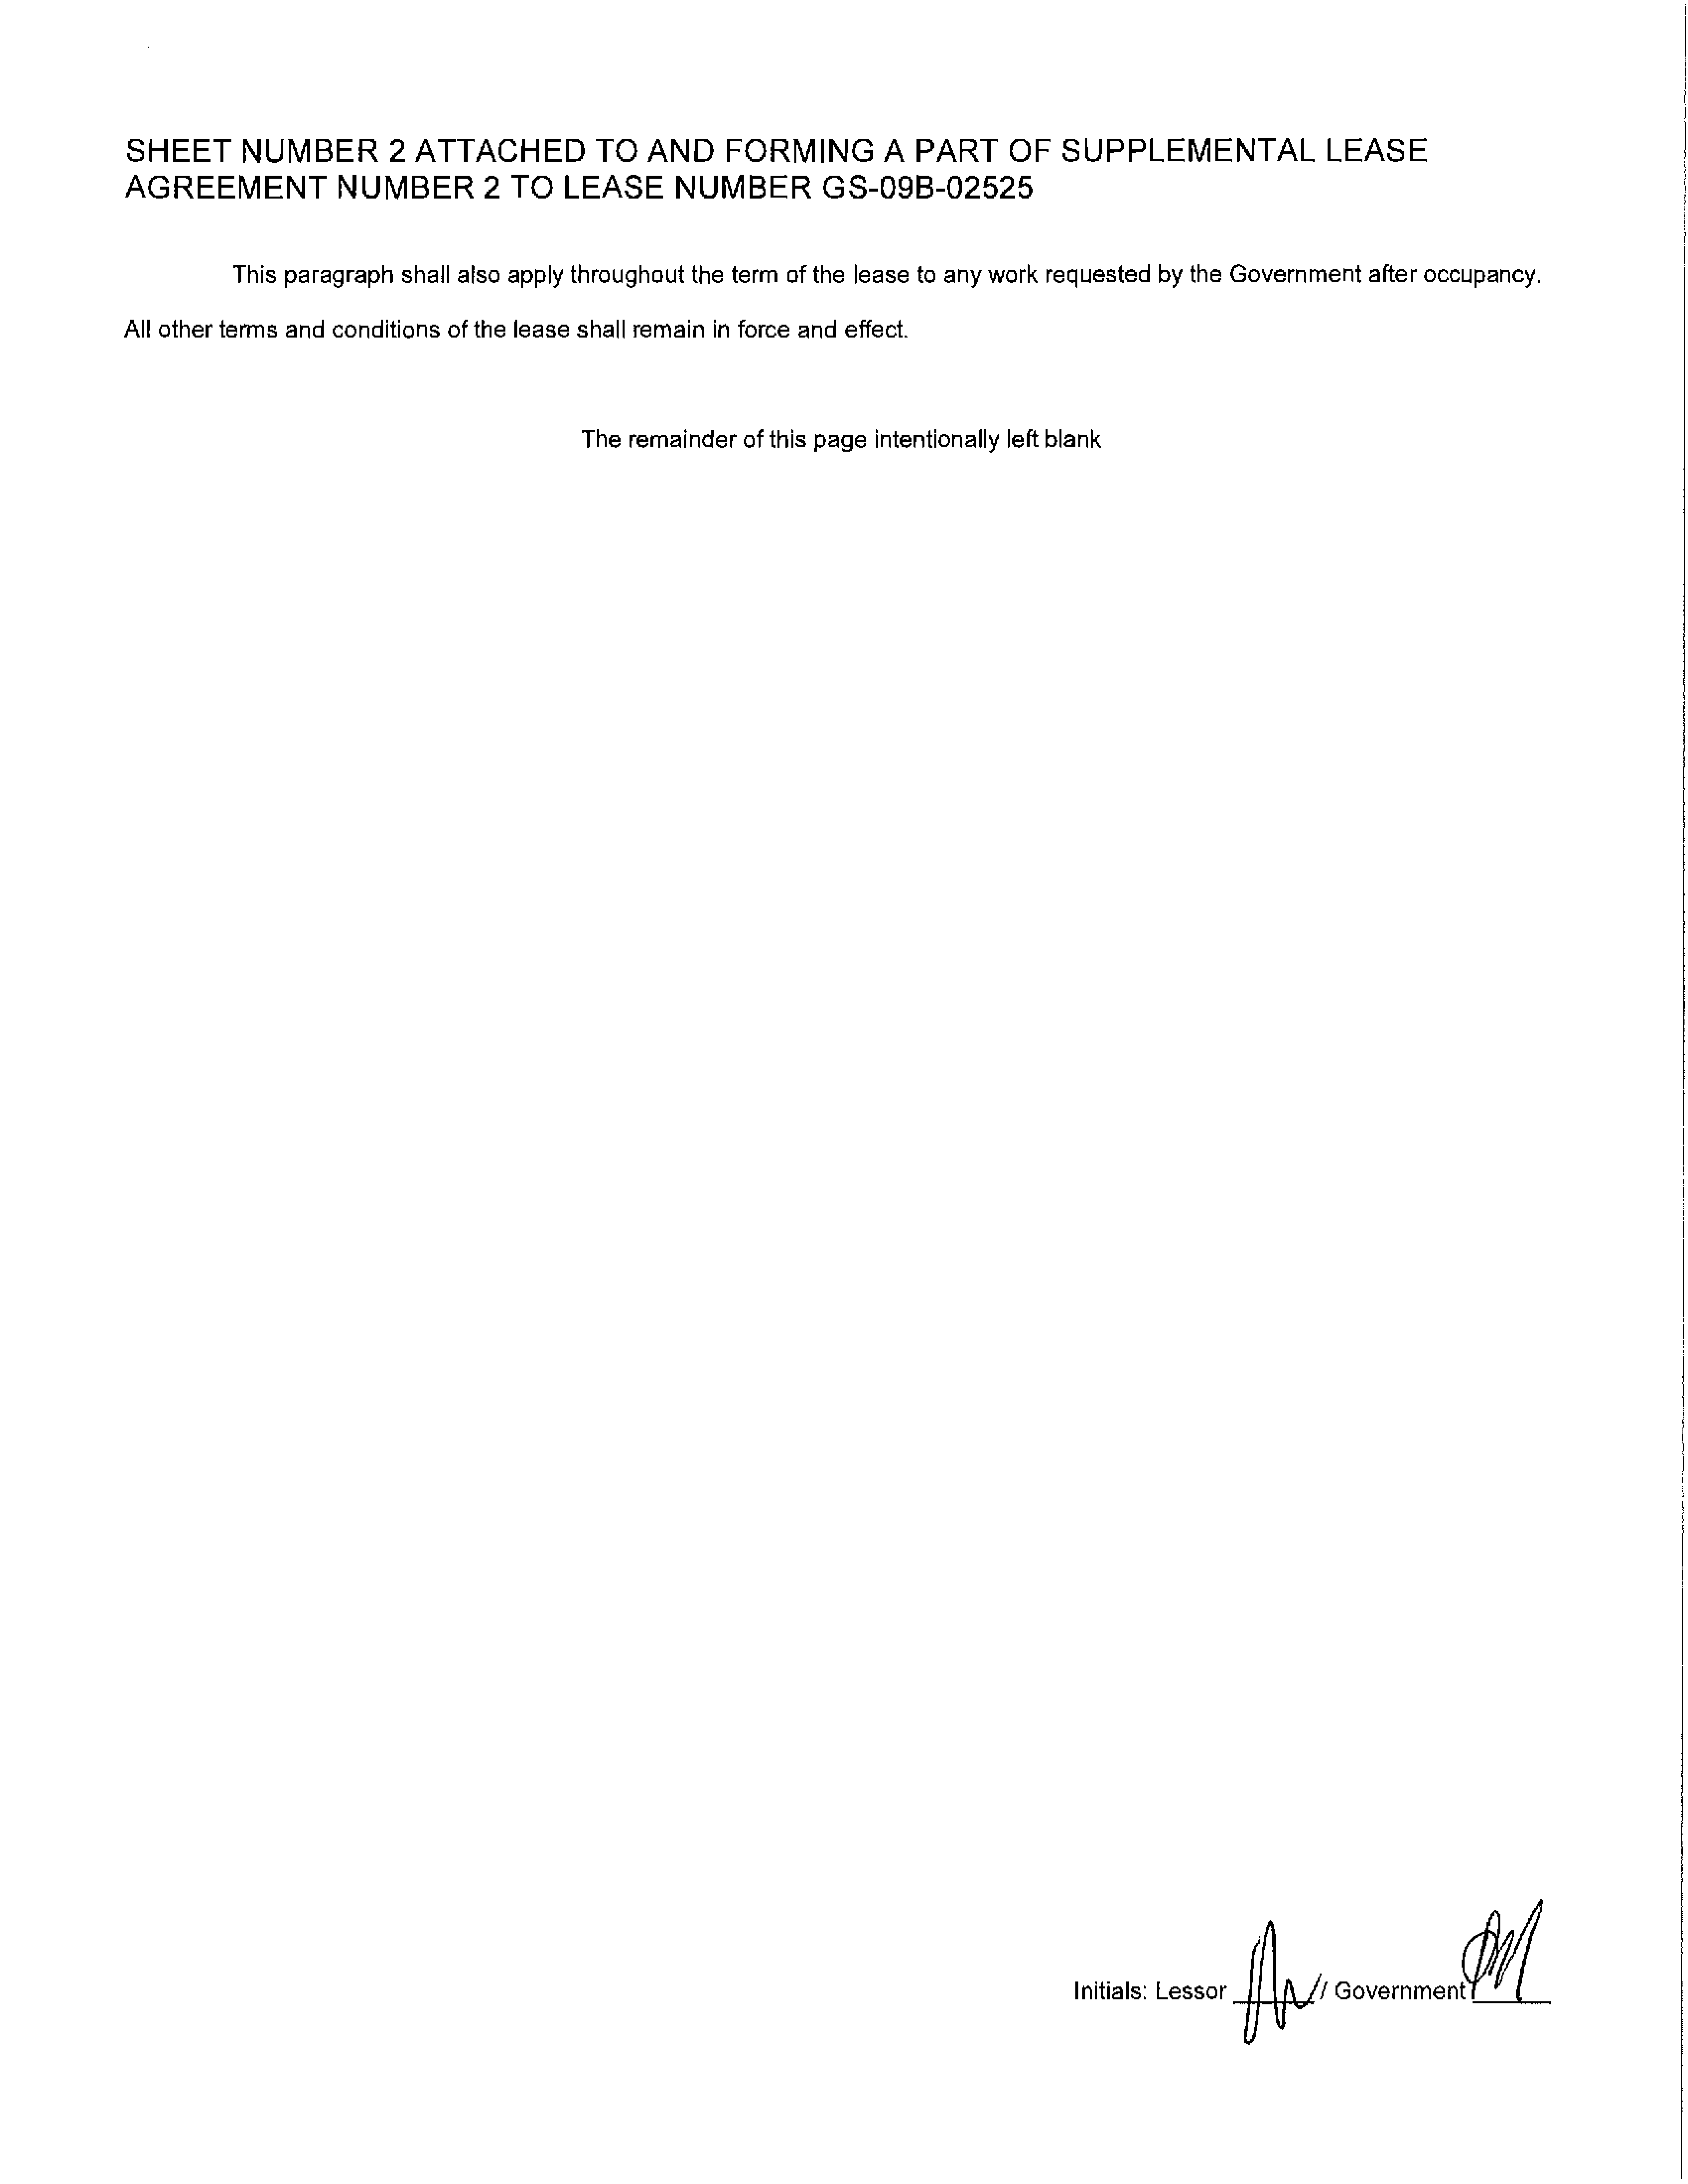 SHEET NUMBER 2 ATTACHED TO AND FORMING A PART OF SUPPLEMENTAL LEASE
AGREEMENT NUMBER 2 TO LEASE NUMBER GS-09B-02525
This paragraph shall also apply throughout the term of the lease to any work requested by the Government after occupancy.
All other terms and conditions of the lease shall remain in force and effect.
The remainder of this page intentionally left blank
Initials: Lessor // Government